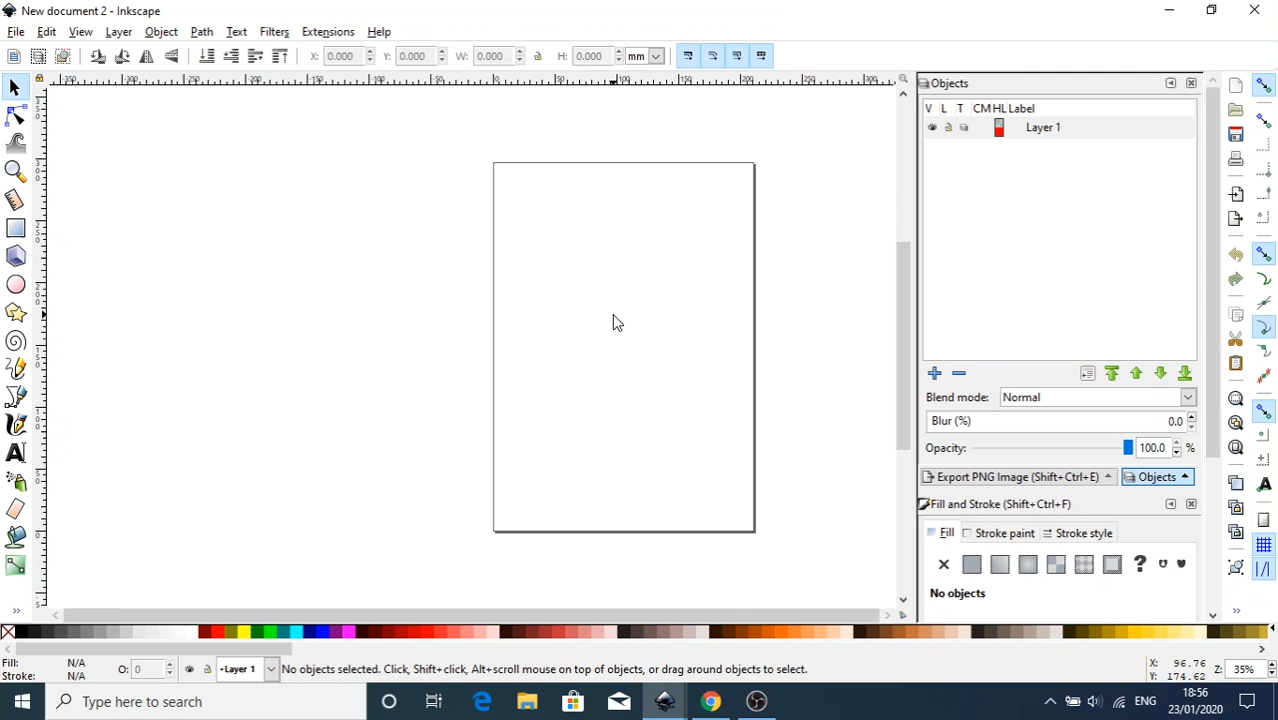 New document 2 - Inkscape
File Edit View Layer Object Path Text Filters Extensions Help
X: 0.000 Y: 0.000 W: 0.000 H: 0.000 mm
Objects
V L T CM HL Label
Layer 1
Blend mode: Normal
Blur (%) 0.0
Opacity: 100.0 %
Export PNG Image (Shift+Ctrl+E) Objects
Fill and Stroke (Shift+Ctrl+F)
Fill Stroke paint Stroke style
No objects
Fill: N/A
Stroke: N/A
O: 0
Layer 1
No objects selected. Click, Shift+click, Alt+scroll mouse on top of objects, or drag around objects to select.
X: 96.76
Y: 174.62
Z: 35%
Type here to search
ENG
18:56
23/01/2020